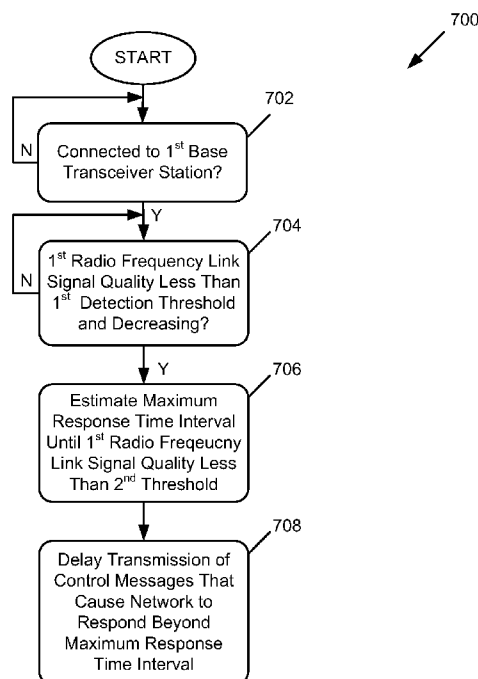 700
START
702
N
Connected to 1st Base
Transceiver Station?
Y
704
N
1st Radio Frequency Link
Signal Quality Less Than
1st Detection Threshold
and Decreasing?
Y
706
Estimate Maximum
Response Time Interval
Until 1st Radio Freqeucny
Link Signal Quality Less
Than 2nd Threshold
708
Delay Transmission of
Control Messages That
Cause Network to
Respond Beyond
Maximum Response
Time Interval